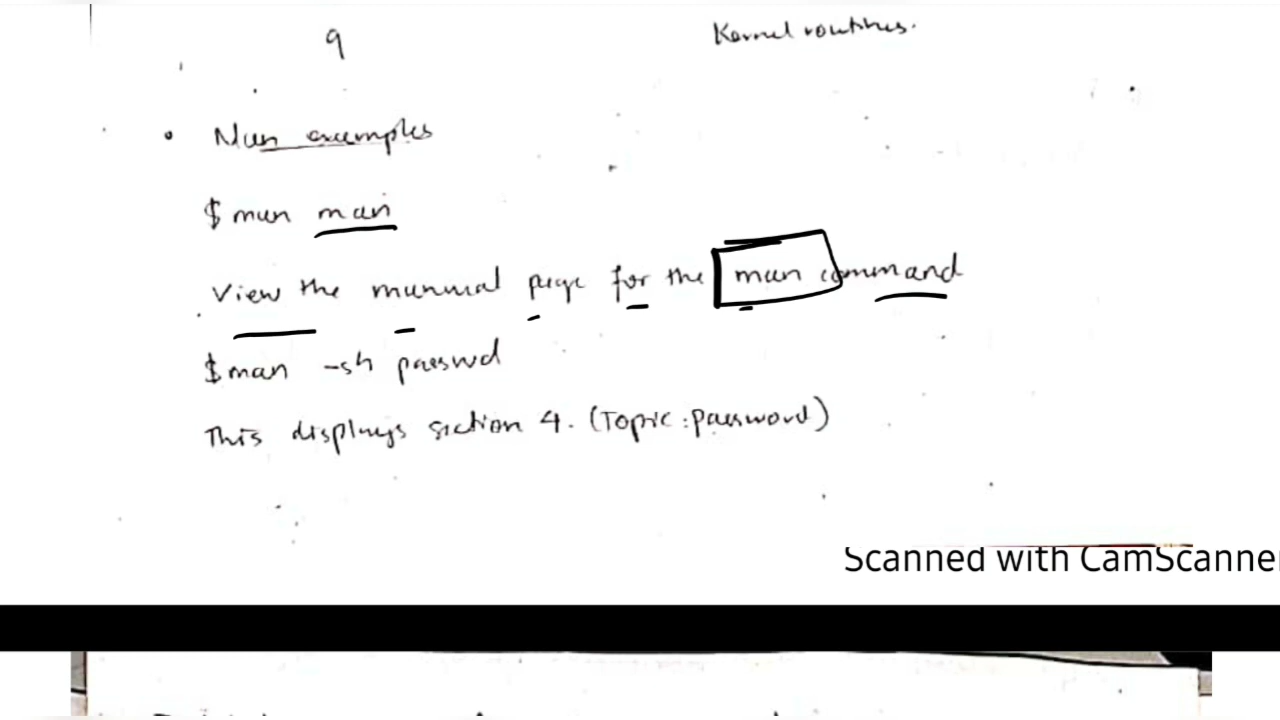 9 Kernel routines.
• Man examples
$ man man
View the manual page for the man command
$man -s4 passwd
This displays section 4. (Topic: password)
Scanned with CamScanne